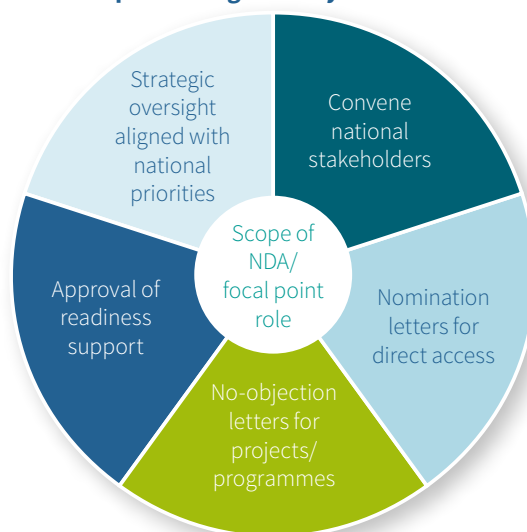 Strategic
oversight
aligned with
national
priorities
Convene
national
stakeholders
Scope of
NDA/
focal point
role
Approval of
readiness
support
Nomination
letters for
direct access
No-objection
letters for
projects/
programmes